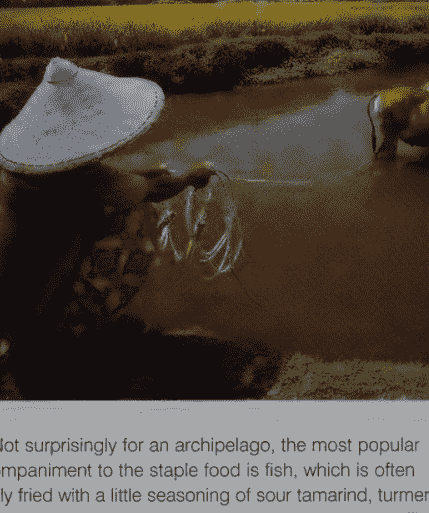 lot surprisingly for an archipelago, the most popular
mpaniment to the staple food is fish, which is often
ly fried with a little seasoning of sour tamarind, turmer